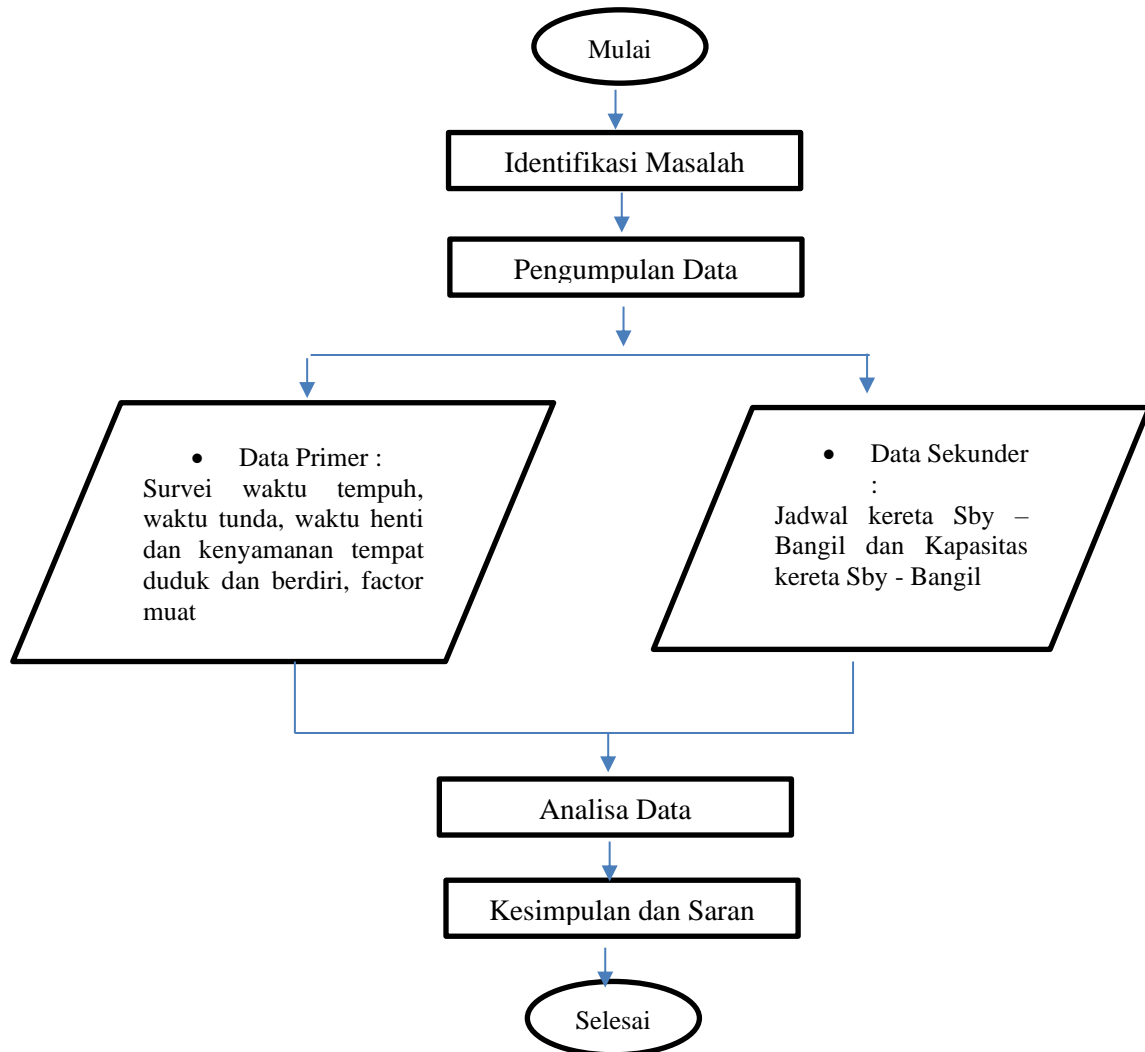 Mulai
Identifikasi Masalah
Pengumpulan Data
• Data Primer :
Survei waktu tempuh,
waktu tunda, waktu henti
dan kenyamanan tempat
duduk dan berdiri, factor
muat
• Data Sekunder
:
Jadwal kereta Sby –
Bangil dan Kapasitas
kereta Sby - Bangil
Analisa Data
Kesimpulan dan Saran
Selesai